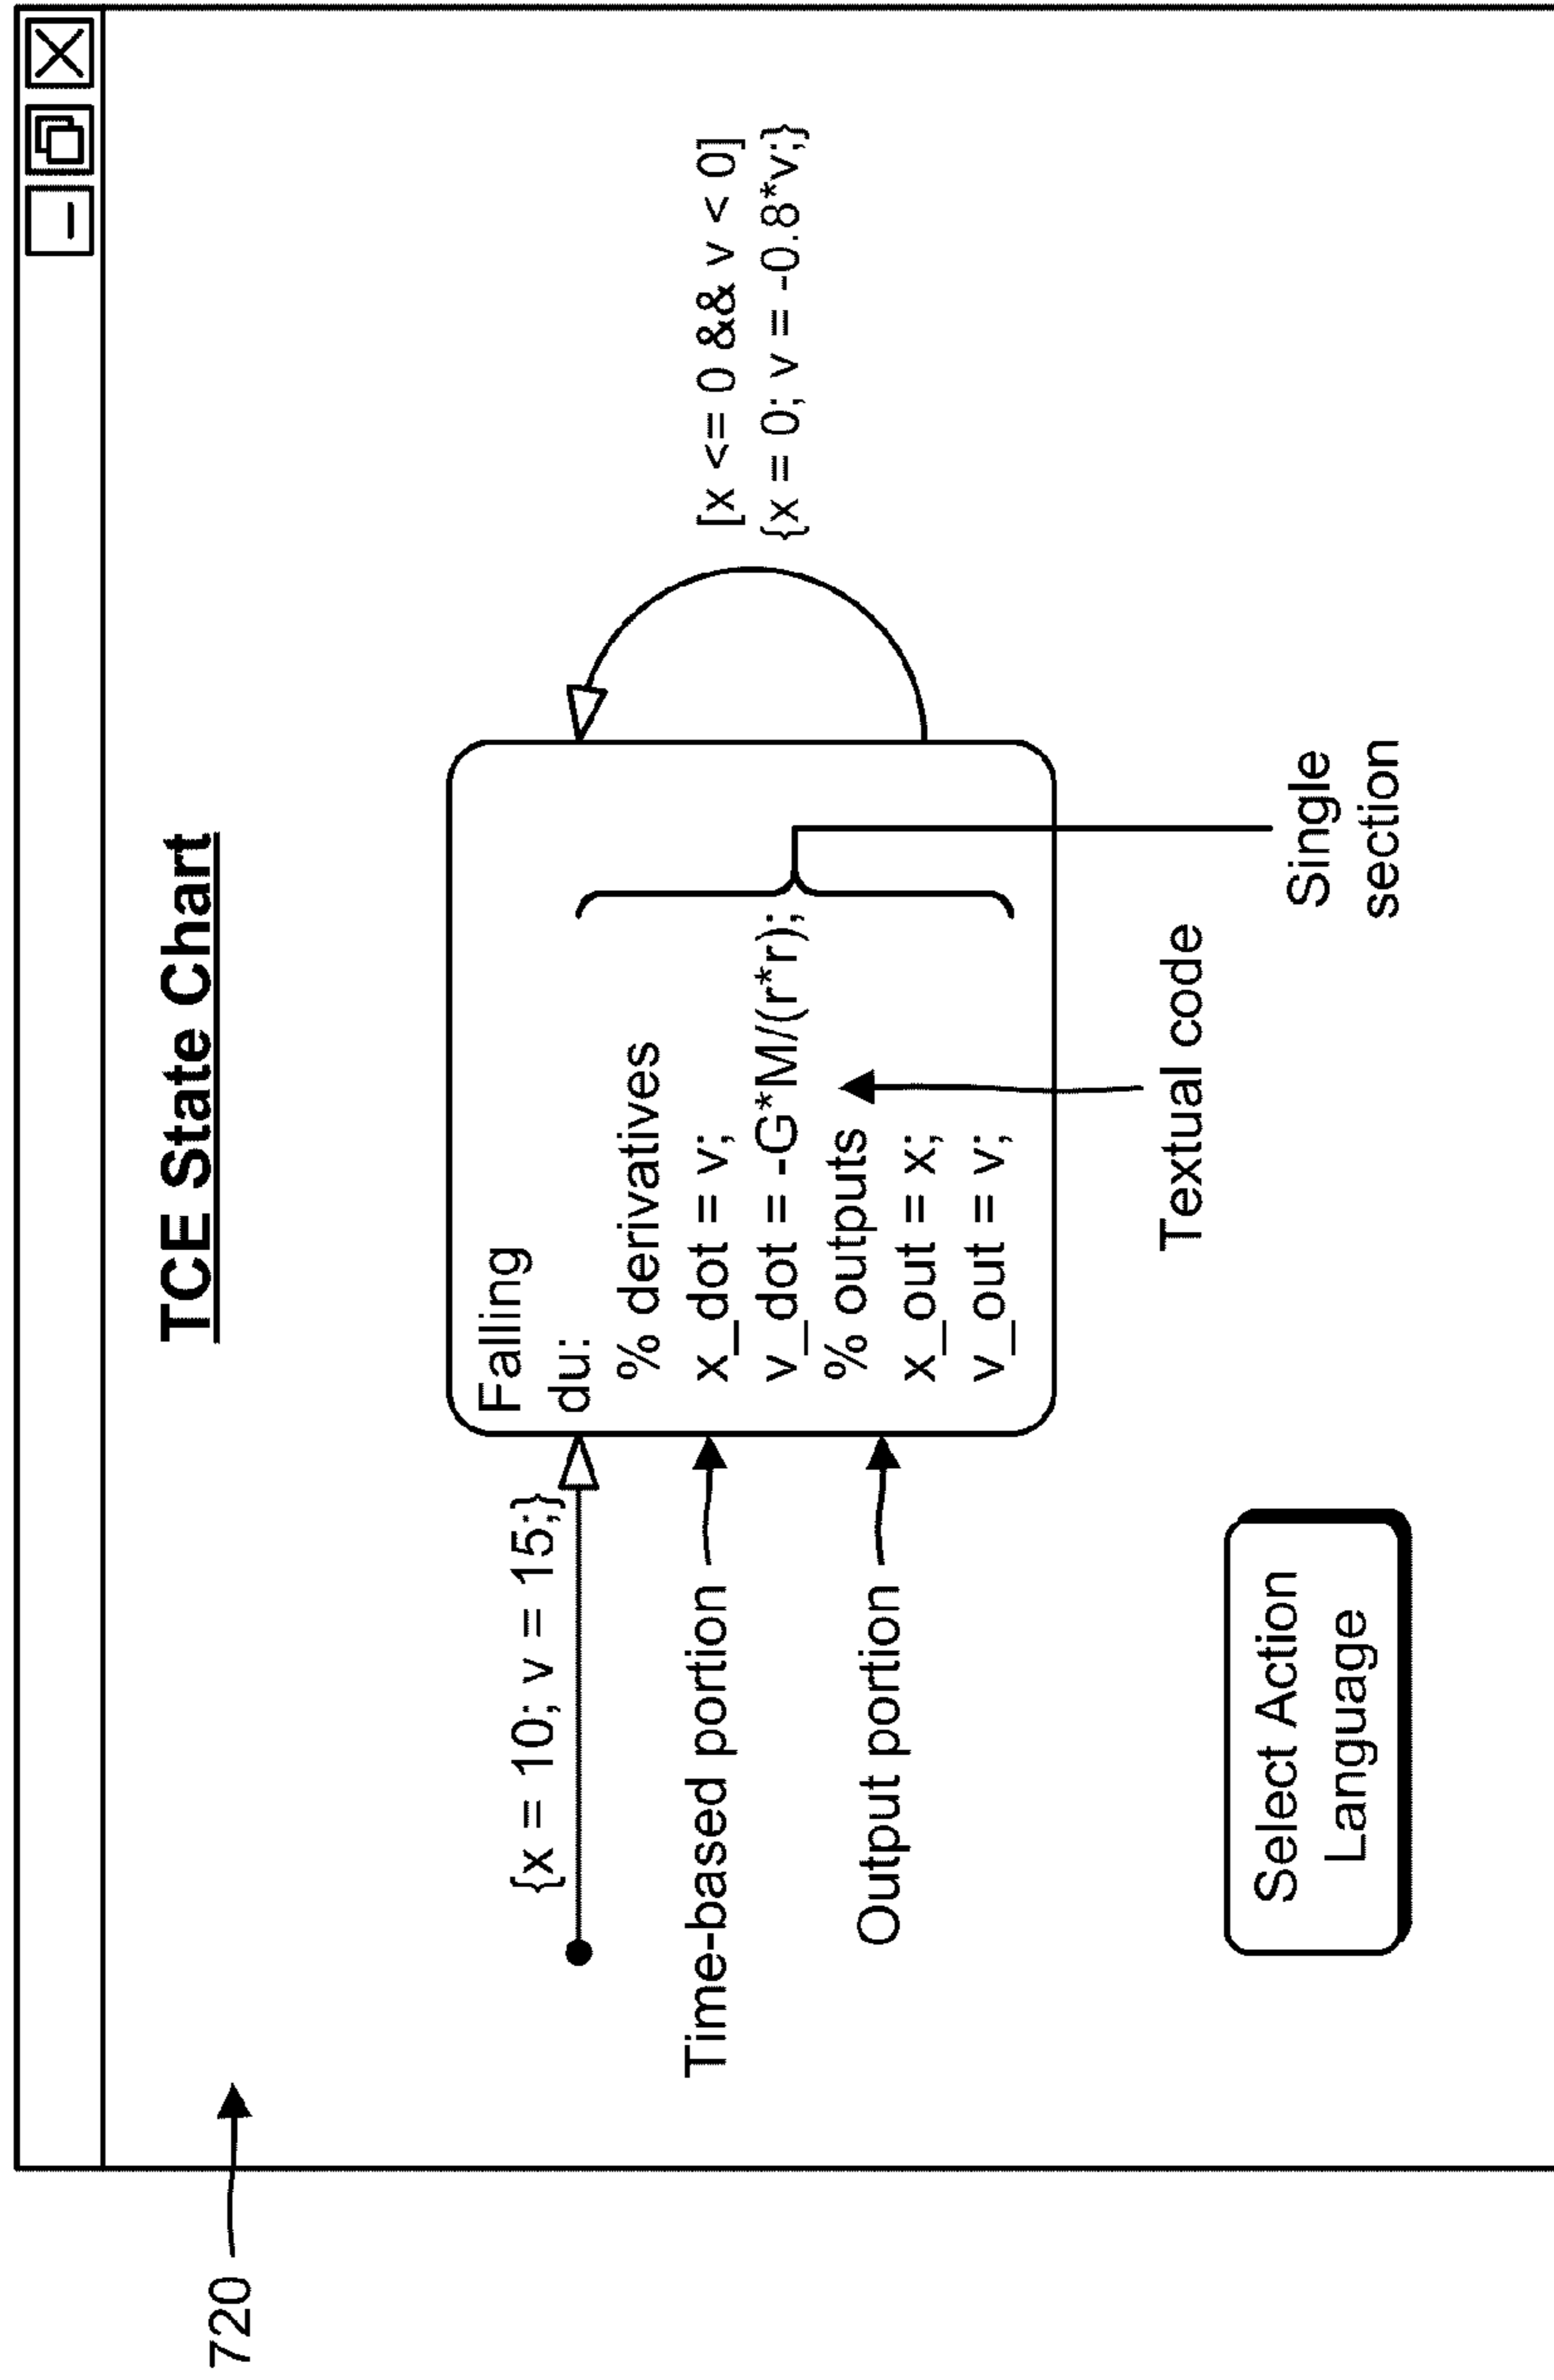 720
TCE State Chart
{x = 10; v = 15;}
Falling
du:
% derivatives
x_dot = v;
v_dot = -G*M/(r*r);
% outputs
x_out = x;
v_out = v;
[x <= 0 && v < 0]
{x = 0; v = -0.8*v;}
Time-based portion
Output portion
Textual code
Single
section
Select Action
Language